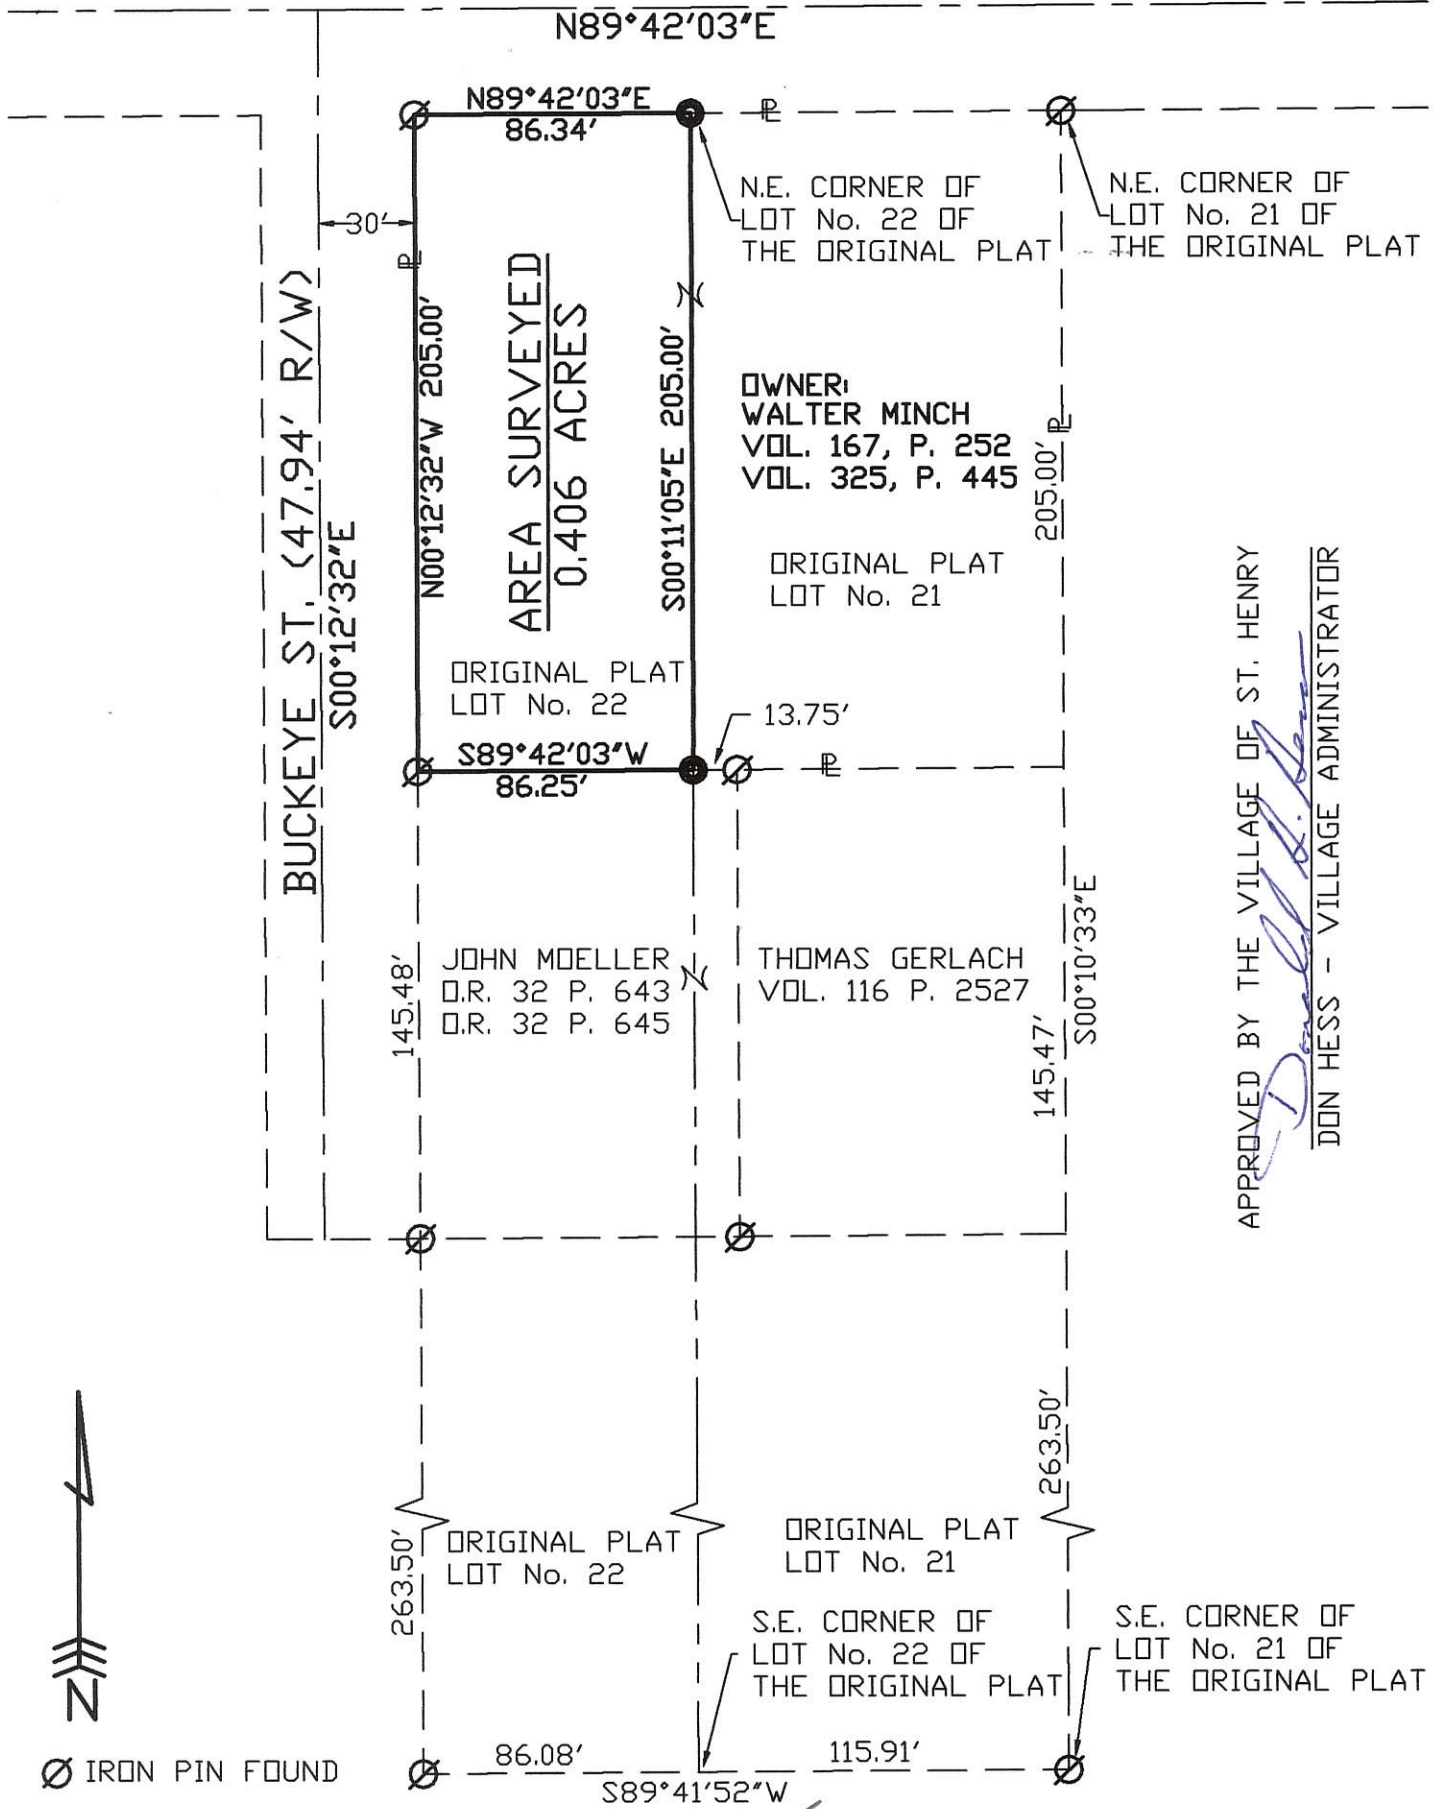 N89°42'03"E
N89°42'03"E
86.34'
N.E. CORNER OF
LOT No. 22 OF
THE ORIGINAL PLAT
N.E. CORNER OF
LOT No. 21 OF
THE ORIGINAL PLAT
30'
PL
PL
PL
PL
BUCKEYE ST. (47.94' R/W)
S00°12'32"E
N00°12'32"W 205.00'
AREA SURVEYED
0.406 ACRES
S00°11'05"E 205.00'
OWNER:
WALTER MINCH
VOL. 167, P. 252
VOL. 325, P. 445
205.00'
ORIGINAL PLAT
LOT No. 21
ORIGINAL PLAT
LOT No. 22
13.75'
S89°42'03"W
86.25'
145.48'
JOHN MOELLER
O.R. 32 P. 643
O.R. 32 P. 645
THOMAS GERLACH
VOL. 116 P. 2527
145.47'
S00°10'33"E
APPROVED BY THE VILLAGE OF ST. HENRY
DON HESS - VILLAGE ADMINISTRATOR
263.50'
ORIGINAL PLAT
LOT No. 22
ORIGINAL PLAT
LOT No. 21
263.50'
S.E. CORNER OF
LOT No. 22 OF
THE ORIGINAL PLAT
S.E. CORNER OF
LOT No. 21 OF
THE ORIGINAL PLAT
N
IRON PIN FOUND
86.08'
115.91'
S89°41'52"W